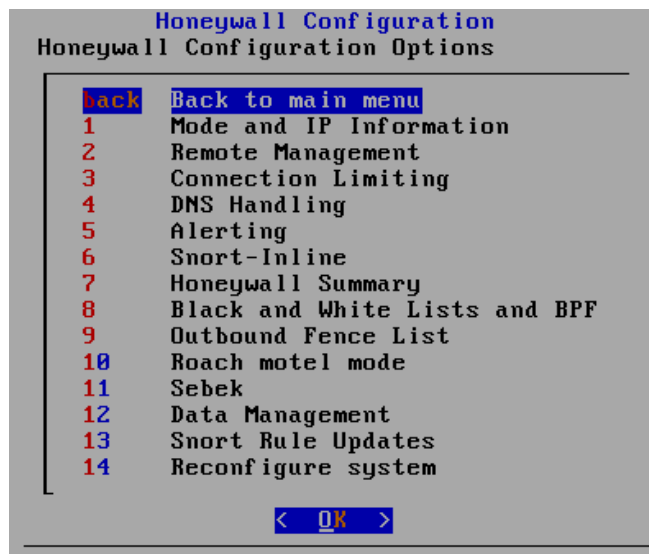 Honeywall Configuration
Honeywall Configuration Options
back Back to main menu
1 Mode and IP Information
2 Remote Management
3 Connection Limiting
4 DNS Handling
5 Alerting
6 Snort-Inline
7 Honeywall Summary
8 Black and White Lists and BPF
9 Outbound Fence List
10 Roach motel mode
11 Sebek
12 Data Management
13 Snort Rule Updates
14 Reconfigure system
< OK >